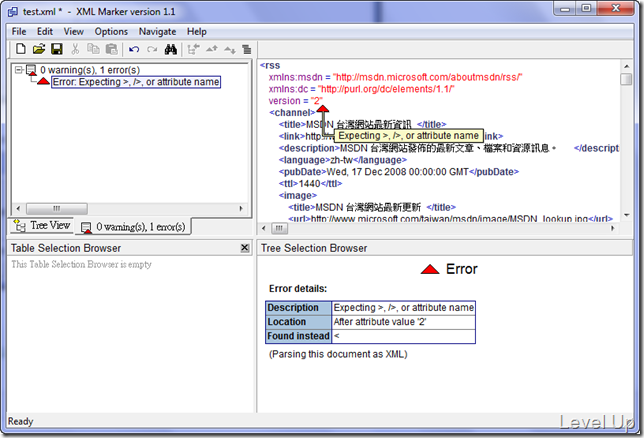 test.xml * - XML Marker version 1.1
File Edit View Options Navigate Help
0 warning(s), 1 error(s)
Error: Expecting >, />, or attribute name
Tree View
0 warning(s), 1 error(s)
<rss
xmlns:msdn = "http://msdn.microsoft.com/aboutmsdn/rss/"
xmlns:dc = "http://purl.org/dc/elements/1.1/"
version = "2"
<channel>
<title>MSDN 台灣網站最新資訊 </title>
<link>http://
Expecting >, />, or attribute name
ink>
<description>MSDN 台灣網站發佈的最新文章、檔案和資源訊息。 </descript
<language>zh-tw</language>
<pubDate>Wed, 17 Dec 2008 00:00:00 GMT</pubDate>
<ttl>1440</ttl>
<image>
<title>MSDN 台灣網站最新更新 </title>
<url>http://www.microsoft.com/taiwan/msdn/image/MSDN_lookup.jpg</url>
Table Selection Browser
This Table Selection Browser is empty
Tree Selection Browser
Error
Error details:
Description Expecting >, />, or attribute name
Location After attribute value '2'
Found instead <
(Parsing this document as XML)
Ready
Level Up